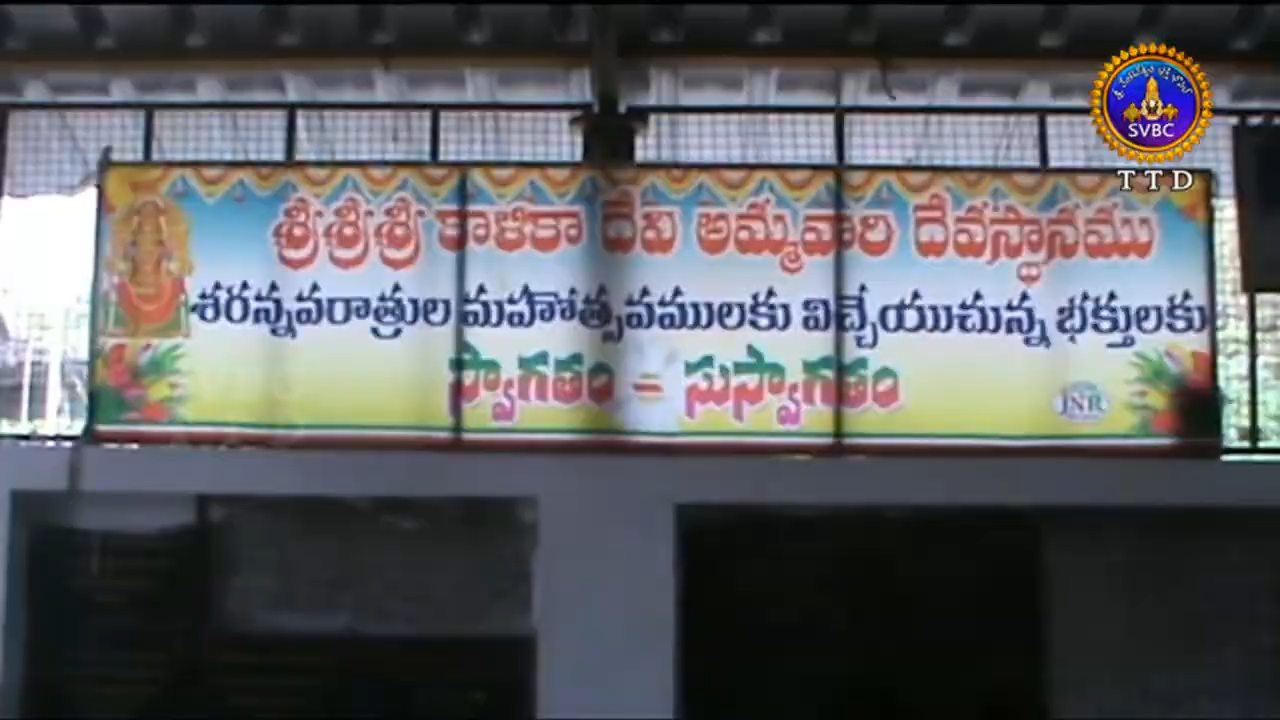 శ్రీశ్రీశ్రీ కాళికా దేవి అమ్మవారి దేవస్థానము
శరన్నవరాత్రుల మహోత్సవములకు విచ్చేయుచున్న భక్తులకు
స్వాగతం - సుస్వాగతం
JNR
SVBC
TTD